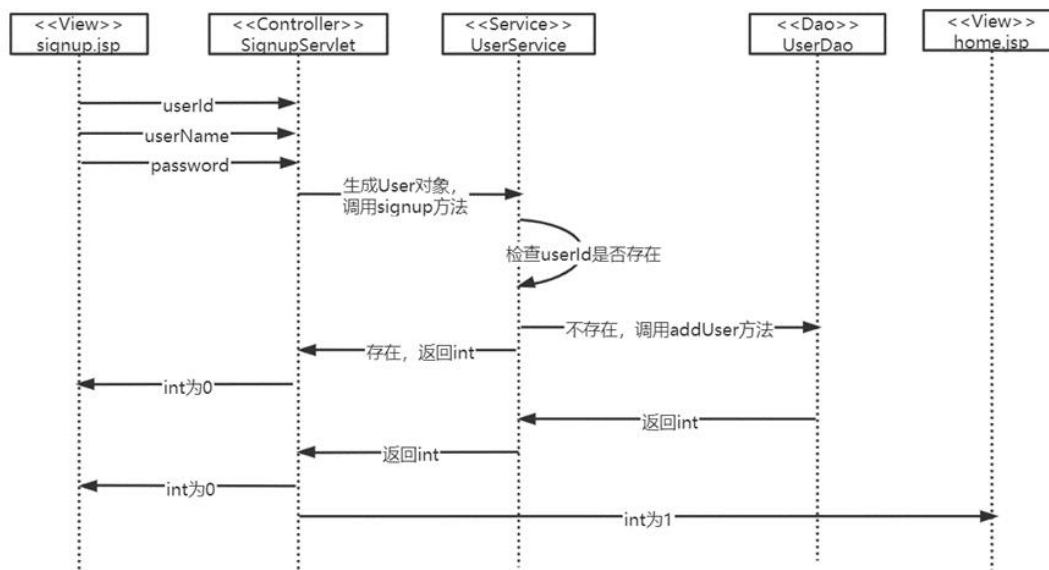 <<View>>
signup.jsp
<<Controller>>
SignupServlet
<<Service>>
UserService
<<Dao>>
UserDao
<<View>>
home.jsp
userId
userName
password
生成User对象，
调用signup方法
检查userId是否存在
不存在，调用addUser方法
存在，返回int
int为0
返回int
返回int
int为0
int为1